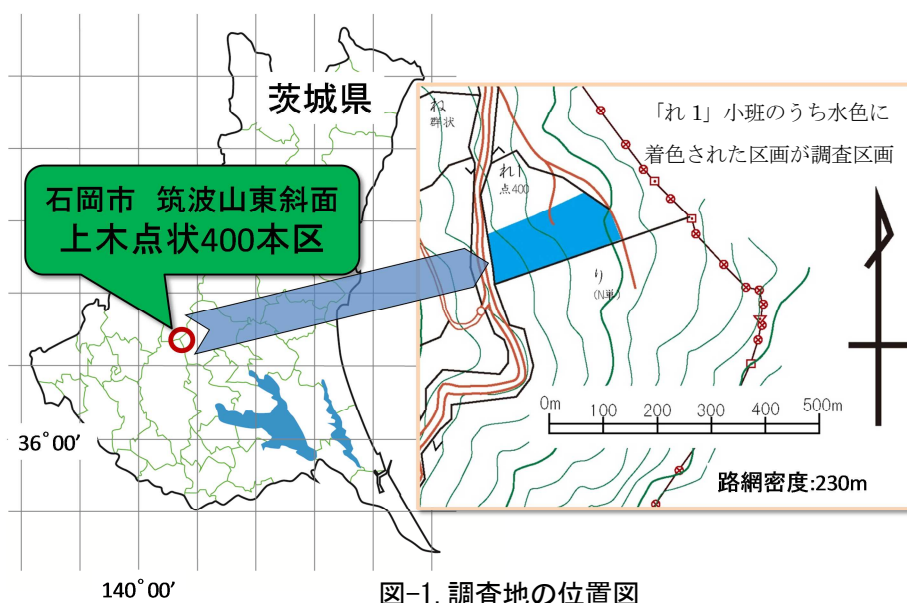 茨城県
石岡市 筑波山東斜面
上木点状400本区
36°00′
140°00′
「れ 1」小班のうち水色に
着色された区画が調査区画
ね
群状
れ1
点400
り
(N単)
0m 100 200 300 400 500m
路網密度:230m
図-1. 調査地の位置図